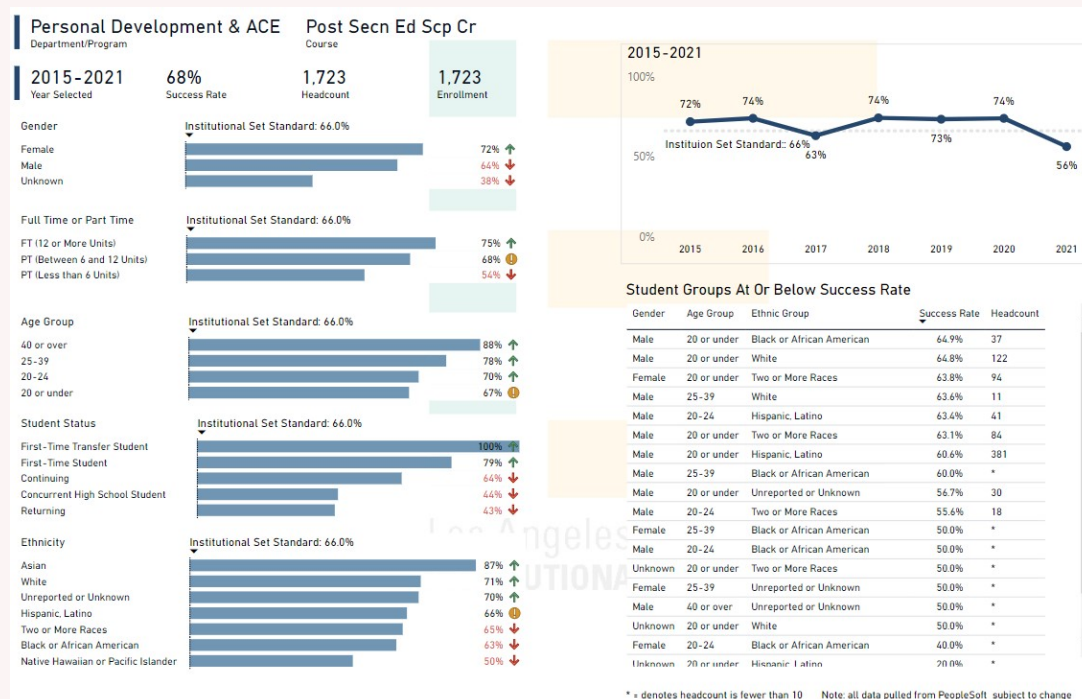 Personal Development & ACE
Department/Program
Post Secn Ed Scp Cr
Course
2015-2021
Year Selected
68%
Success Rate
1,723
Headcount
1,723
Enrollment
Gender Institutional Set Standard: 66.0%
Female 72%
Male 64%
Unknown 38%
Full Time or Part Time Institutional Set Standard: 66.0%
FT (12 or More Units) 75%
PT (Between 6 and 12 Units) 68%
PT (Less than 6 Units) 54%
Age Group Institutional Set Standard: 66.0%
40 or over 88%
25-39 78%
20-24 70%
20 or under 67%
Student Status Institutional Set Standard: 66.0%
First-Time Transfer Student 100%
First-Time Student 79%
Continuing 64%
Concurrent High School Student 44%
Returning 43%
Ethnicity Institutional Set Standard: 66.0%
Asian 87%
White 71%
Unreported or Unknown 70%
Hispanic, Latino 66%
Two or More Races 65%
Black or African American 63%
Native Hawaiian or Pacific Islander 50%
2015-2021
100%
72% 74% 63% 74% 73% 74% 56%
Instituion Set Standard:: 66%
50%
0%
2015 2016 2017 2018 2019 2020 2021
Student Groups At Or Below Success Rate
Gender Age Group Ethnic Group Success Rate Headcount
Male 20 or under Black or African American 64.9% 37
Male 20 or under White 64.8% 122
Female 20 or under Two or More Races 63.8% 94
Male 25-39 White 63.6% 11
Male 20-24 Hispanic, Latino 63.4% 41
Male 20 or under Two or More Races 63.1% 84
Male 20 or under Hispanic, Latino 60.6% 381
Male 25-39 Black or African American 60.0% *
Male 20 or under Unreported or Unknown 56.7% 30
Male 20-24 Two or More Races 55.6% 18
Female 25-39 Black or African American 50.0% *
Male 20-24 Black or African American 50.0% *
Unknown 20 or under Two or More Races 50.0% *
Female 25-39 Unreported or Unknown 50.0% *
Male 40 or over Unreported or Unknown 50.0% *
Unknown 20 or under White 50.0% *
Female 20-24 Black or African American 40.0% *
Unknown 20 or under Hispanic, Latino 20.0% *
* = denotes headcount is fewer than 10 Note: all data pulled from PeopleSoft subject to change